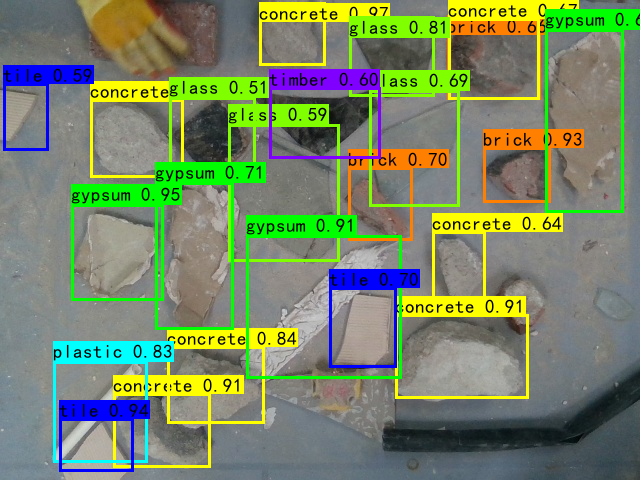 concrete 0.97
concrete 0.67
gypsum 0.6
glass 0.81
brick 0.65
tile 0.59
timber 0.60
glass 0.69
concrete
glass 0.51
glass 0.59
brick 0.93
brick 0.70
gypsum 0.71
gypsum 0.95
gypsum 0.91
concrete 0.64
tile 0.70
concrete 0.91
concrete 0.84
plastic 0.83
concrete 0.91
tile 0.94